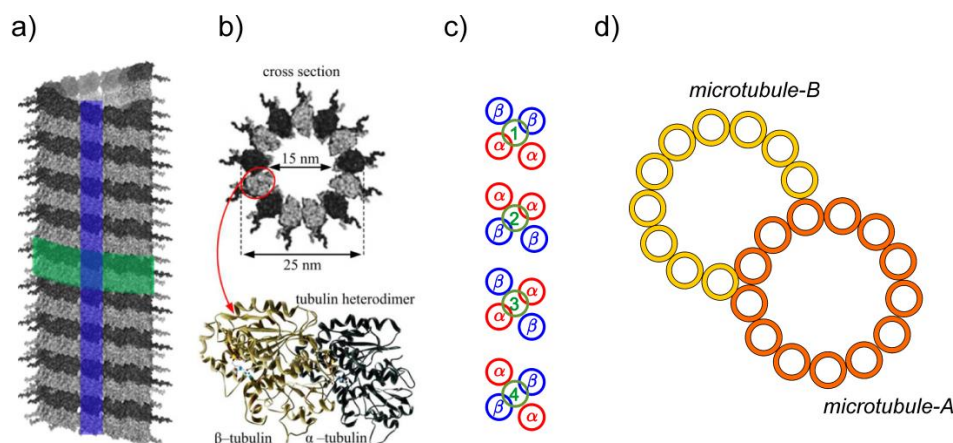 a)
b)
c)
d)
cross section
15 nm
25 nm
tubulin heterodimer
β–tubulin
α –tubulin
β
β
1
α
α
α
α
2
β
β
β
α
3
α
β
α
β
4
β
α
microtubule-B
microtubule-A